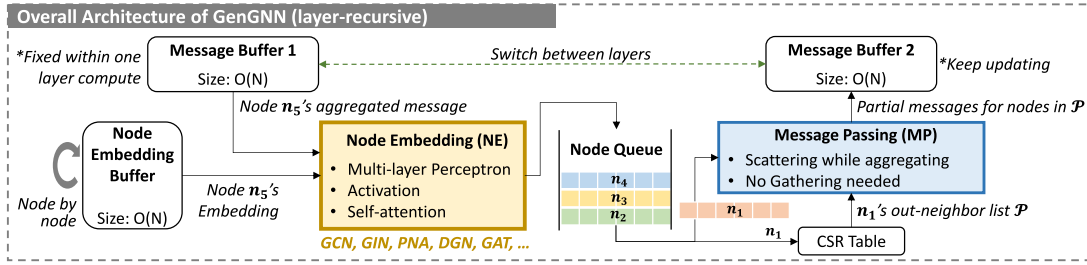 Overall Architecture of GenGNN (layer-recursive)
*Fixed within one
layer compute
Message Buffer 1
Size: O(N)
Switch between layers
Message Buffer 2
Size: O(N)
*Keep updating
Node n₅'s aggregated message
Partial messages for nodes in 𝒫
Node
Embedding
Buffer
Size: O(N)
Node by
node
Node n₅'s
Embedding
Node Embedding (NE)
• Multi-layer Perceptron
• Activation
• Self-attention
GCN, GIN, PNA, DGN, GAT, ...
Node Queue
n₄
n₃
n₂
n₁
n₁
Message Passing (MP)
• Scattering while aggregating
• No Gathering needed
n₁'s out-neighbor list 𝒫
CSR Table